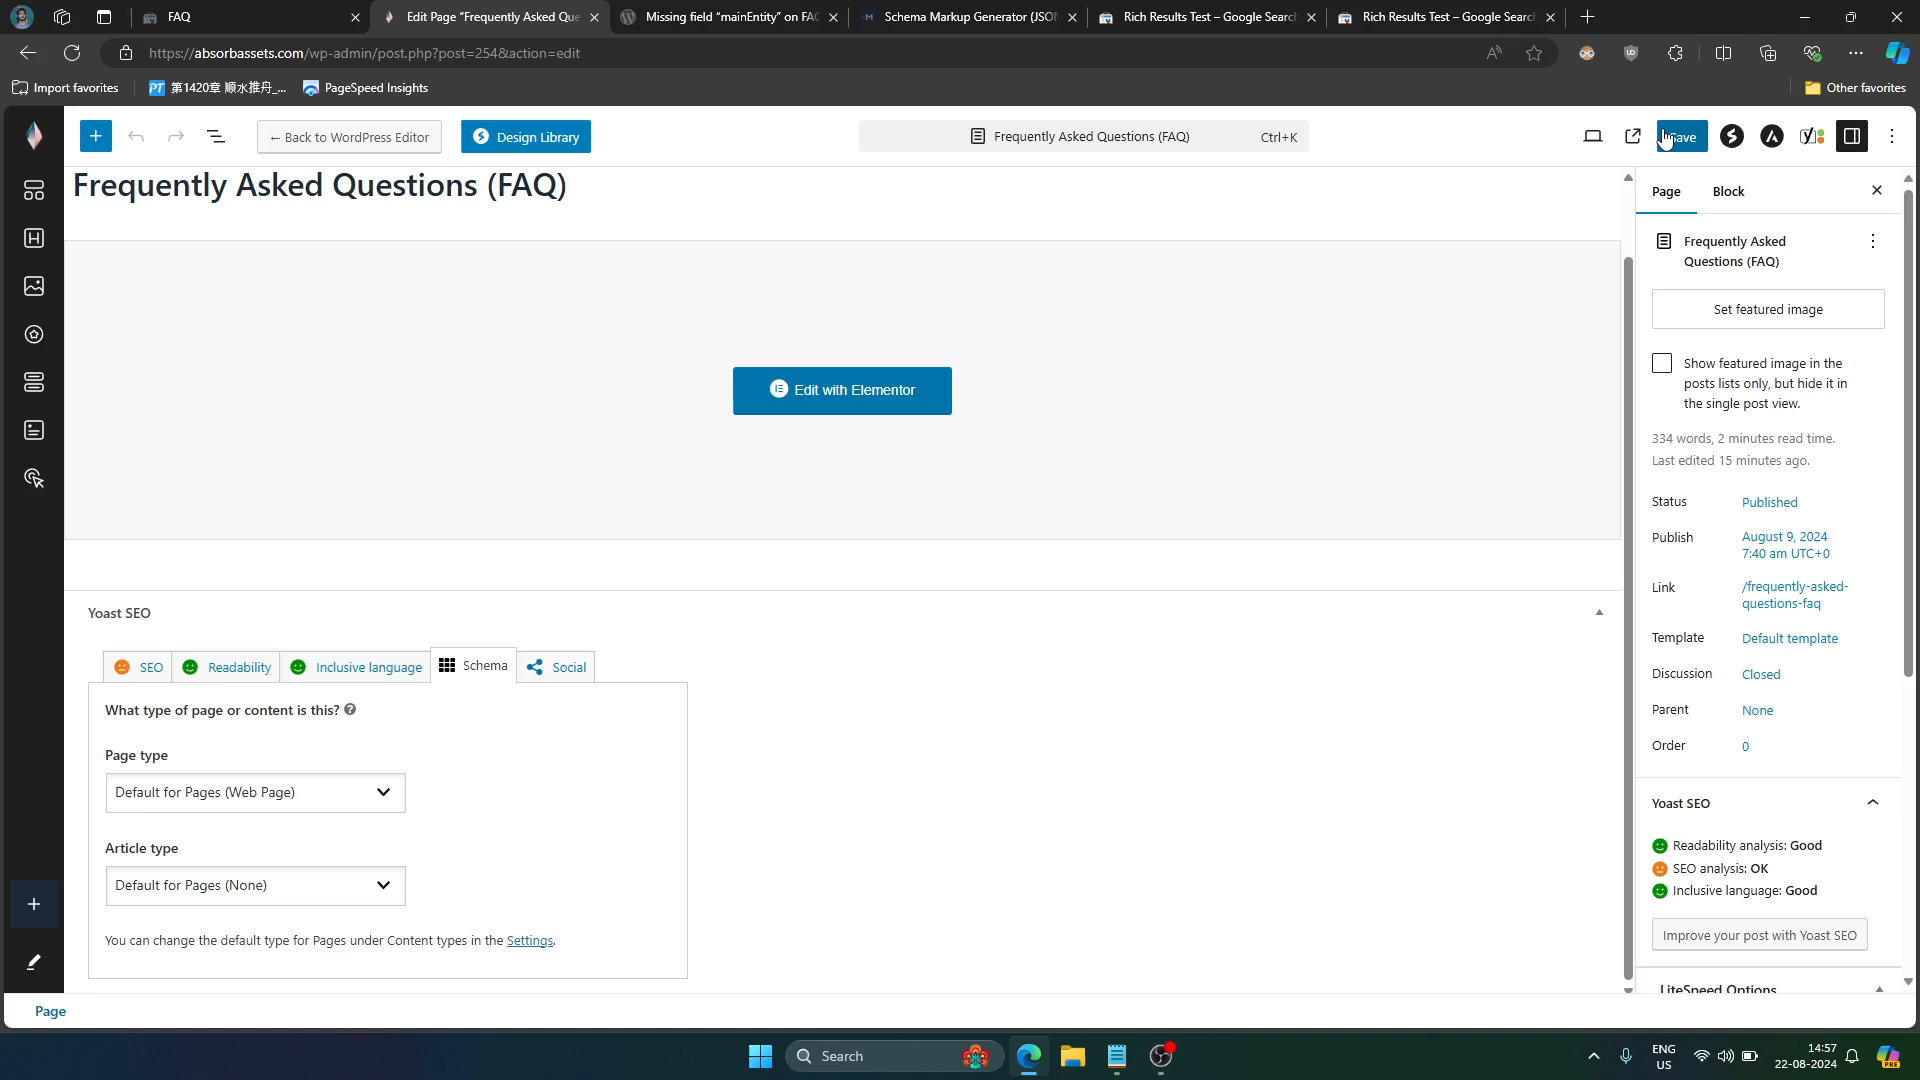 FAQ
Edit Page "Frequently Asked Que
Missing field "mainEntity" on FAQ
Schema Markup Generator (JSON
Rich Results Test – Google Search
Rich Results Test – Google Search
https://absorbassets.com/wp-admin/post.php?post=254&action=edit
Import favorites
第1420章 顺水推舟_...
PageSpeed Insights
Other favorites
← Back to WordPress Editor
Design Library
Frequently Asked Questions (FAQ)
Ctrl+K
Save
Frequently Asked Questions (FAQ)
Edit with Elementor
Yoast SEO
SEO
Readability
Inclusive language
Schema
Social
What type of page or content is this?
Page type
Default for Pages (Web Page)
Article type
Default for Pages (None)
You can change the default type for Pages under Content types in the Settings.
Page
Page
Block
Frequently Asked
Questions (FAQ)
Set featured image
Show featured image in the
posts lists only, but hide it in
the single post view.
334 words, 2 minutes read time.
Last edited 15 minutes ago.
Status
Published
Publish
August 9, 2024
7:40 am UTC+0
Link
/frequently-asked-
questions-faq
Template
Default template
Discussion
Closed
Parent
None
Order
0
Yoast SEO
Readability analysis: Good
SEO analysis: OK
Inclusive language: Good
Improve your post with Yoast SEO
LiteSpeed Options
Search
ENG
US
14:57
22-08-2024